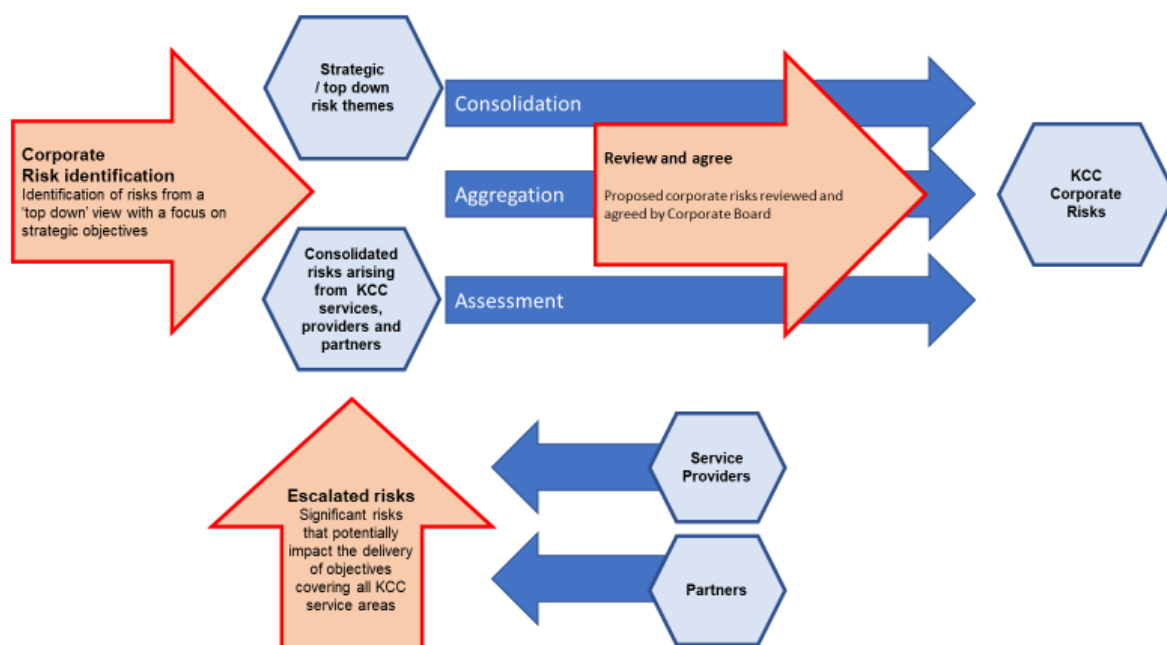 Strategic
/ top down
risk themes
Consolidation
Corporate
Risk identification
Identification of risks from a
'top down' view with a focus on
strategic objectives
Review and agree
Proposed corporate risks reviewed and
agreed by Corporate Board
Aggregation
KCC
Corporate
Risks
Consolidated
risks arising
from KCC
services,
providers and
partners
Assessment
Service
Providers
Escalated risks
Significant risks
that potentially
impact the delivery
of objectives
covering all KCC
service areas
Partners